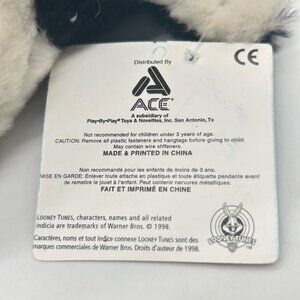 Distributed By
ACE®
A subsidiary of
Play-By-Play® Toys & Novelties, Inc. San Antonio, Tx
Not recommended for children under 3 years of age.
CAUTION: Remove all plastic fasteners and hangtags before giving to child.
May contain wire stiffeners.
MADE & PRINTED IN CHINA
Non recommandé pour les enfants de moins de 3 ans.
MISE EN GARDE: Enlever toute attache en plastique et toute étiquette pendante avant
de remettre le jouet à l'enfant. Peut contenir nerveures métalliques.
FAIT ET IMPRIMÉ EN CHINE
LOONEY TUNES, characters, names and all related
indicia are trademarks of Warner Bros. © 1998.
Caractères, noms et tout indice connexe LOONEY TUNES sont des
marques commerciales de Warner Bros. Droits d'auteur de 1998.
CE
LOONEY TUNES